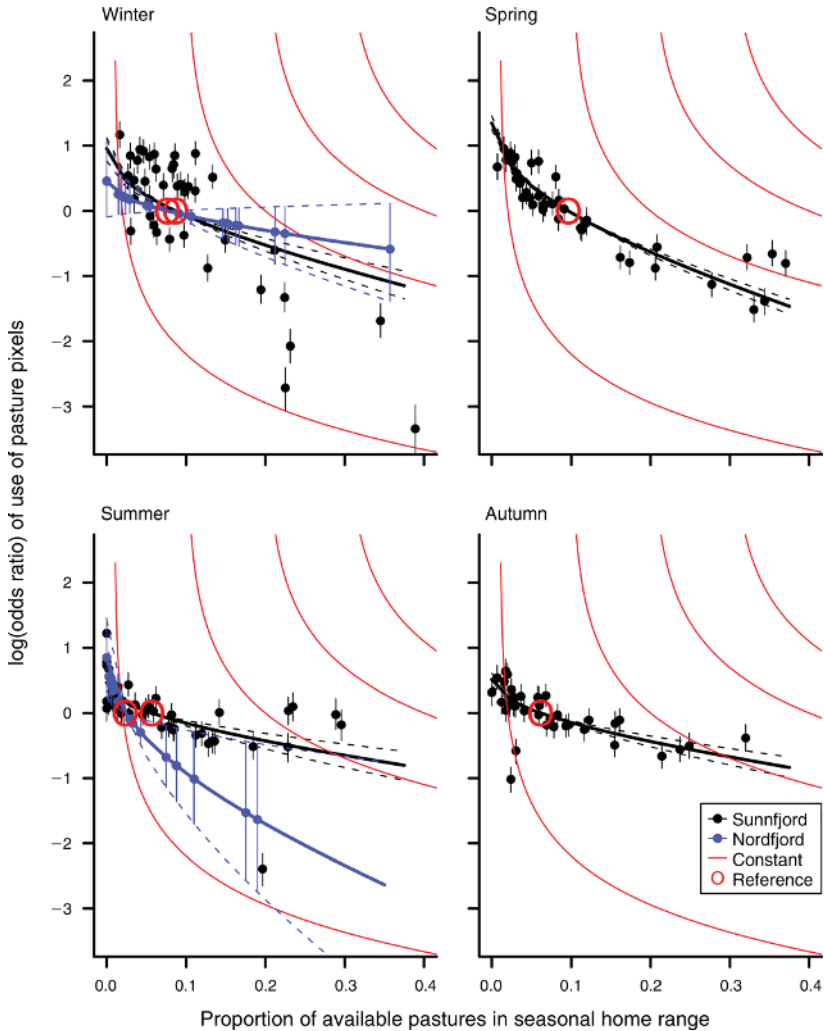 Winter
Spring
2
1
0
−1
−2
−3
Summer
Autumn
2
1
0
−1
−2
−3
Sunnfjord
Nordfjord
Constant
Reference
0.0 0.1 0.2 0.3 0.4
0.0 0.1 0.2 0.3 0.4
log(odds ratio) of use of pasture pixels
Proportion of available pastures in seasonal home range